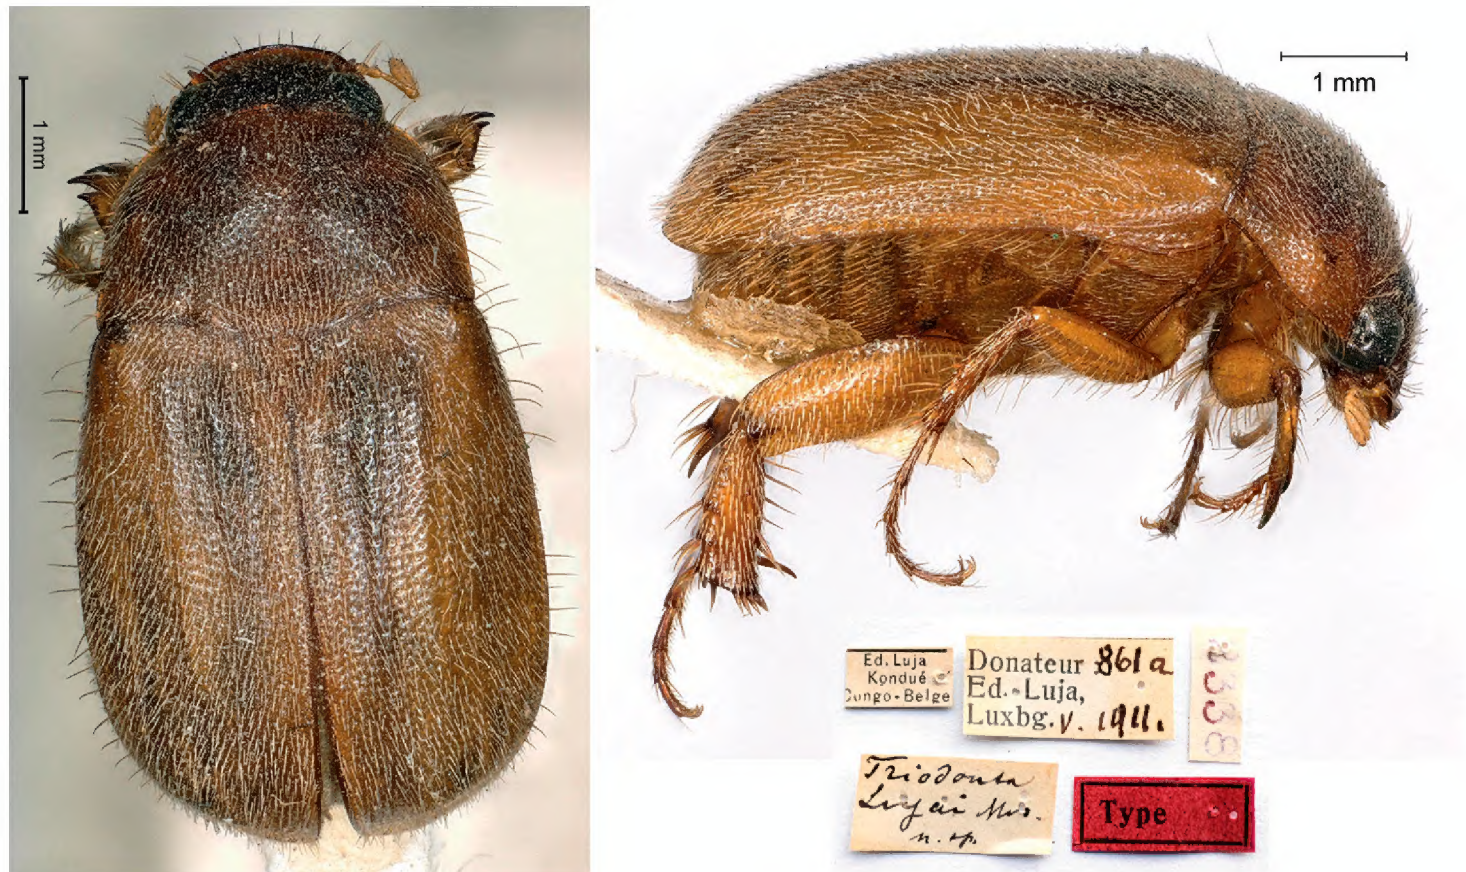 1 mm
1 mm
Ed. Luja
Kondué
Congo-Belge
Donateur 861a
Ed. Luja,
Luxbg. V. 1911.
2338
Triodonta
Lujai Mos.
n. sp.
Type